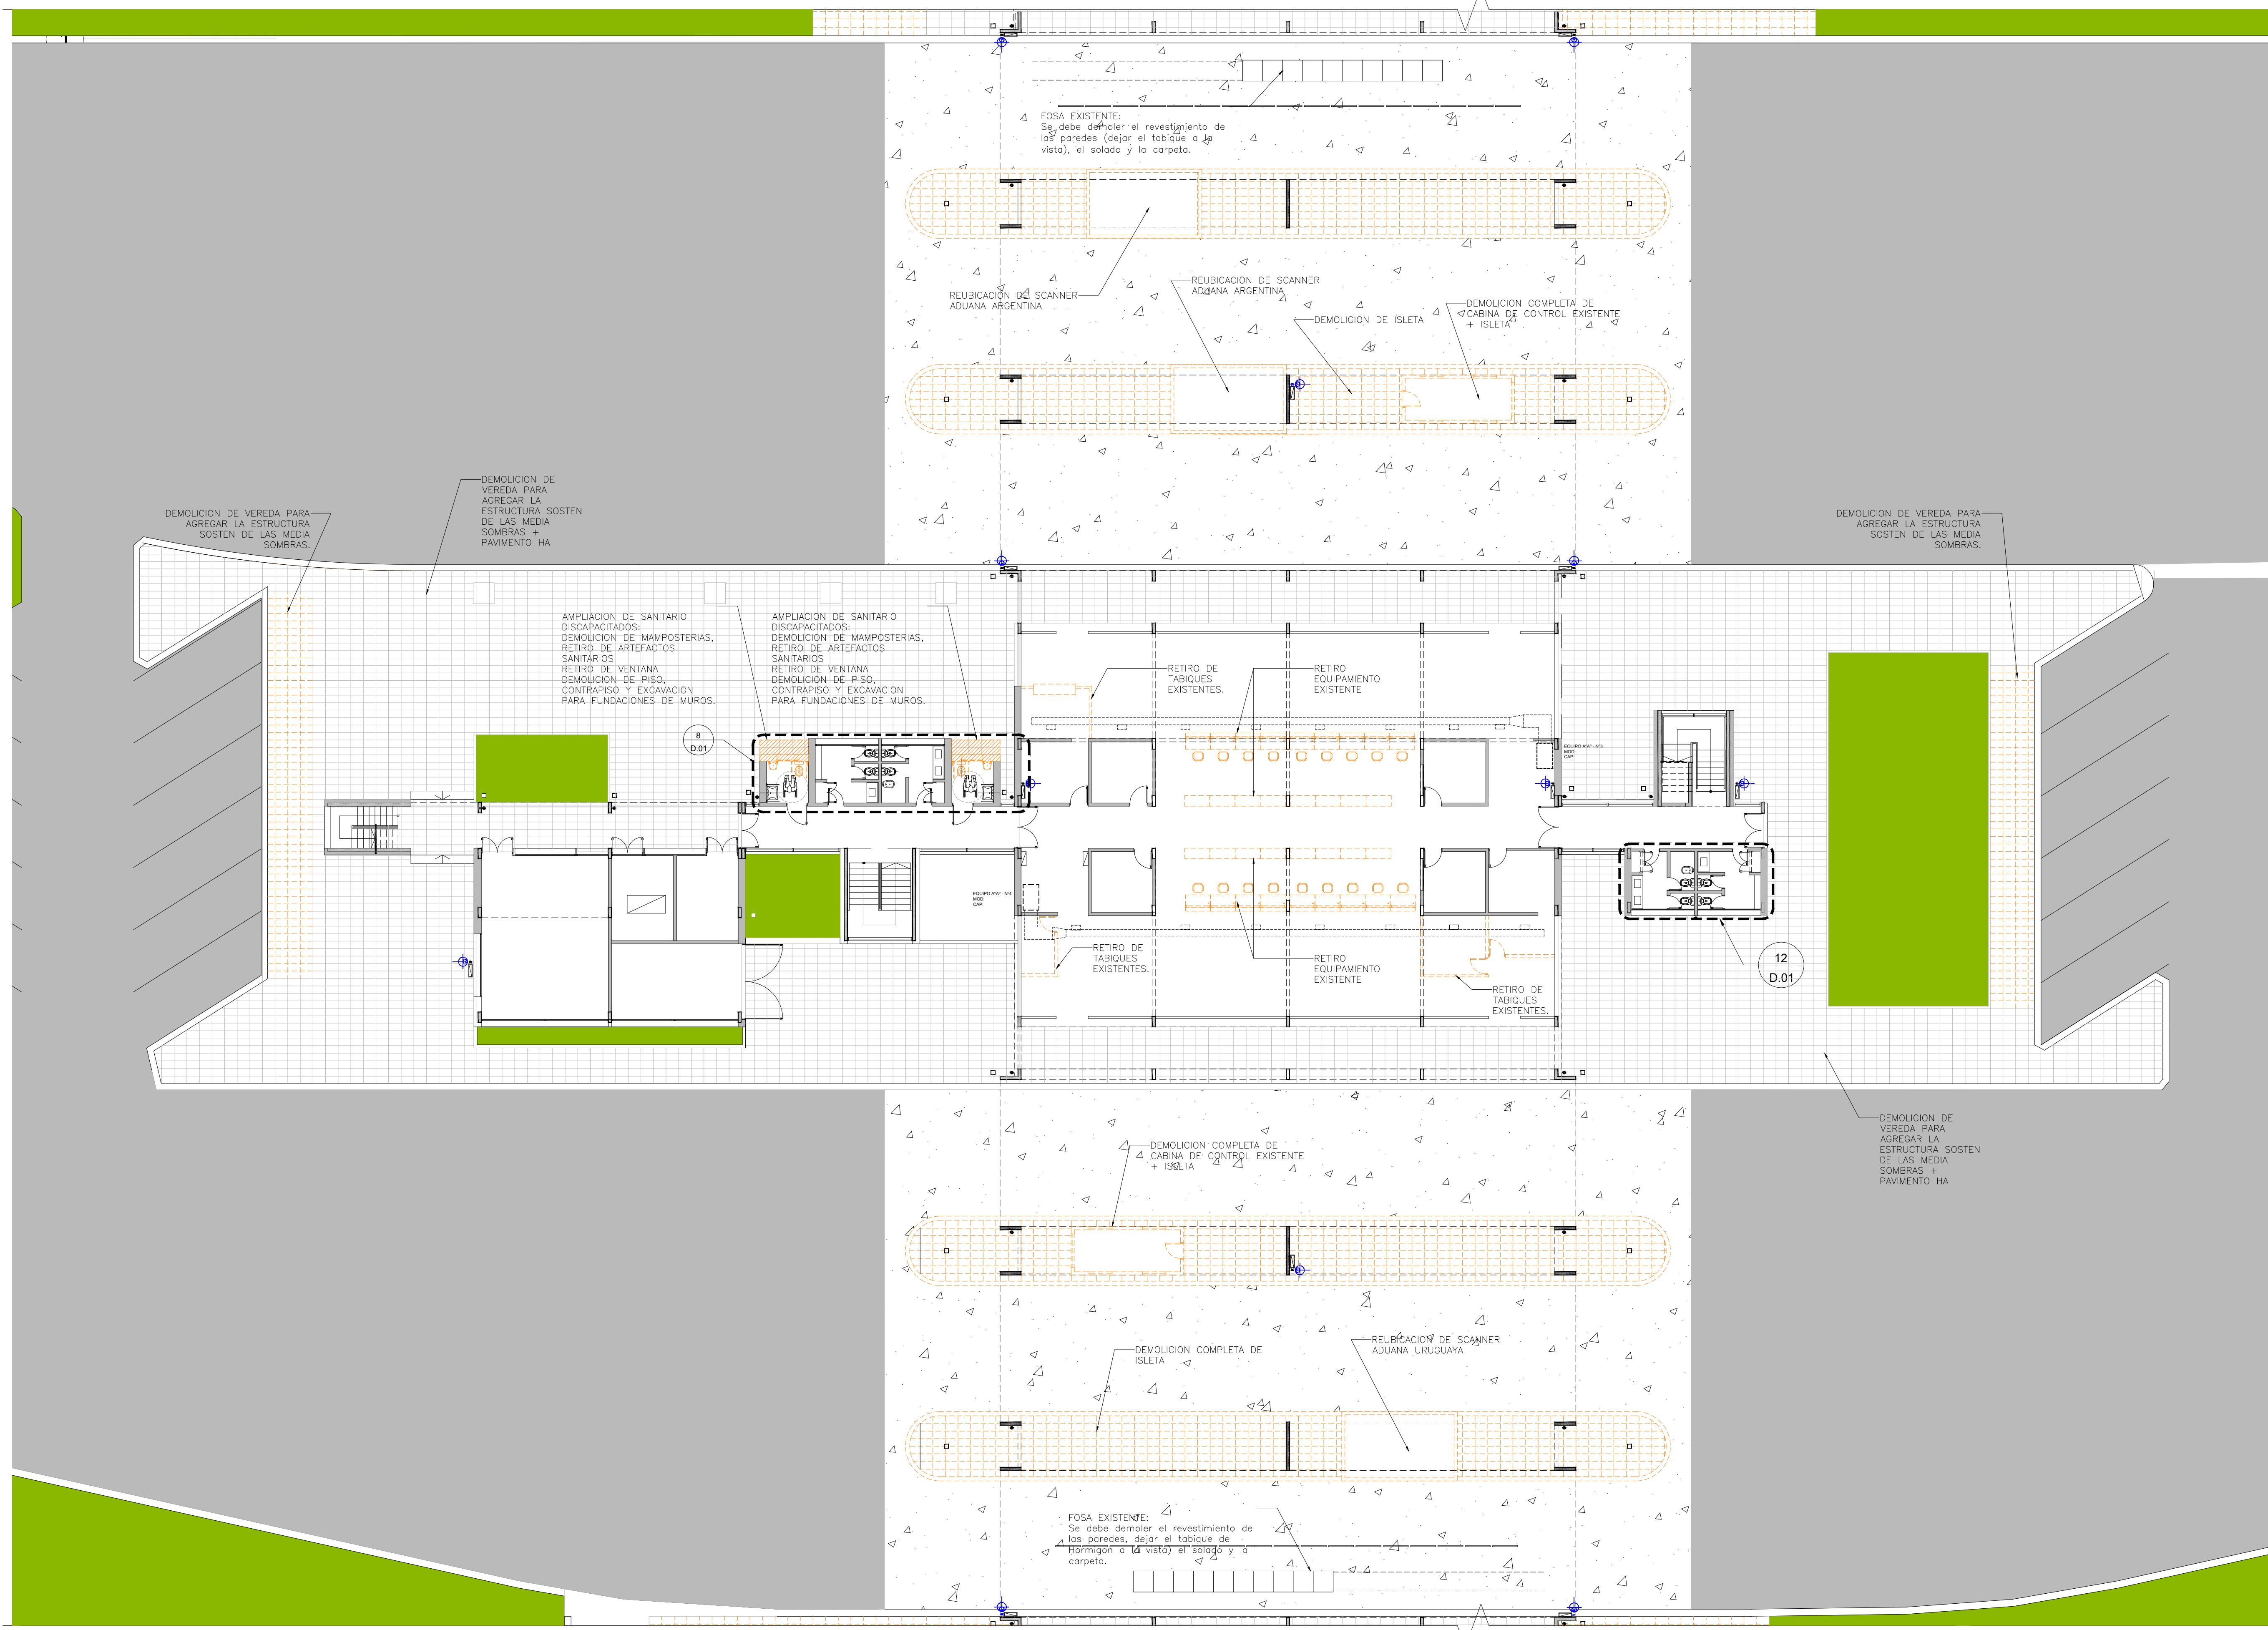 FOSA EXISTENTE:
Se debe demoler el revestimiento de
las paredes (dejar el tabique a la
vista), el solado y la carpeta.
REUBICACION DE SCANNER
ADUANA ARGENTINA
REUBICACION DE SCANNER
ADUANA ARGENTINA
DEMOLICION DE ISLETA
DEMOLICION COMPLETA DE
CABINA DE CONTROL EXISTENTE
+ ISLETA
DEMOLICION DE
VEREDA PARA
AGREGAR LA
ESTRUCTURA SOSTEN
DE LAS MEDIA
SOMBRAS +
PAVIMENTO HA
DEMOLICION DE VEREDA PARA
AGREGAR LA ESTRUCTURA
SOSTEN DE LAS MEDIA
SOMBRAS.
DEMOLICION DE VEREDA PARA
AGREGAR LA ESTRUCTURA
SOSTEN DE LAS MEDIA
SOMBRAS.
AMPLIACION DE SANITARIO
DISCAPACITADOS:
DEMOLICION DE MAMPOSTERIAS,
RETIRO DE ARTEFACTOS
SANITARIOS
RETIRO DE VENTANA
DEMOLICION DE PISO,
CONTRAPISO Y EXCAVACION
PARA FUNDACIONES DE MUROS.
AMPLIACION DE SANITARIO
DISCAPACITADOS:
DEMOLICION DE MAMPOSTERIAS,
RETIRO DE ARTEFACTOS
SANITARIOS
RETIRO DE VENTANA
DEMOLICION DE PISO,
CONTRAPISO Y EXCAVACION
PARA FUNDACIONES DE MUROS.
RETIRO DE
TABIQUES
EXISTENTES.
RETIRO
EQUIPAMIENTO
EXISTENTE
8
D.01
EQUIPO A°A° - N°3
MOD:
CAP:
EQUIPO A°A° - N°4
MOD:
CAP:
RETIRO DE
TABIQUES
EXISTENTES.
RETIRO
EQUIPAMIENTO
EXISTENTE
RETIRO DE
TABIQUES
EXISTENTES.
12
D.01
DEMOLICION DE
VEREDA PARA
AGREGAR LA
ESTRUCTURA SOSTEN
DE LAS MEDIA
SOMBRAS +
PAVIMENTO HA
DEMOLICION COMPLETA DE
CABINA DE CONTROL EXISTENTE
+ ISLETA
REUBICACION DE SCANNER
ADUANA URUGUAYA
DEMOLICION COMPLETA DE
ISLETA
FOSA EXISTENTE:
Se debe demoler el revestimiento de
las paredes, dejar el tabique de
Hormigon a la vista) el solado y la
carpeta.